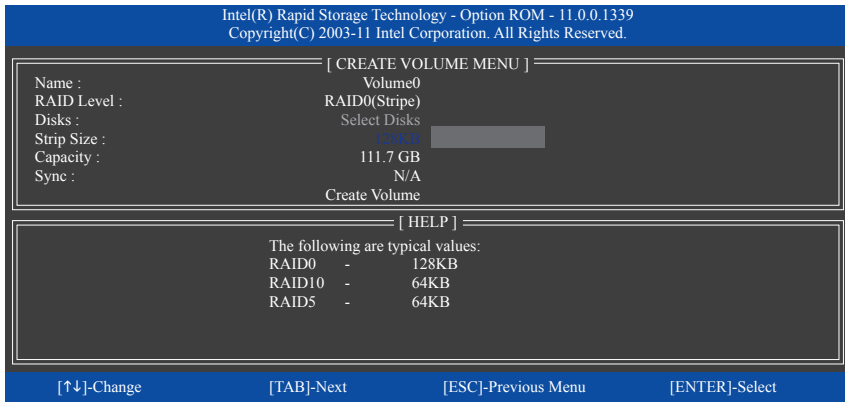 Intel(R) Rapid Storage Technology - Option ROM - 11.0.0.1339
Copyright(C) 2003-11 Intel Corporation. All Rights Reserved.
[ CREATE VOLUME MENU ]
Name : Volume0
RAID Level : RAID0(Stripe)
Disks : Select Disks
Strip Size : 128KB
Capacity : 111.7 GB
Sync : N/A
Create Volume
[ HELP ]
The following are typical values:
RAID0 - 128KB
RAID10 - 64KB
RAID5 - 64KB
[↑↓]-Change [TAB]-Next [ESC]-Previous Menu [ENTER]-Select